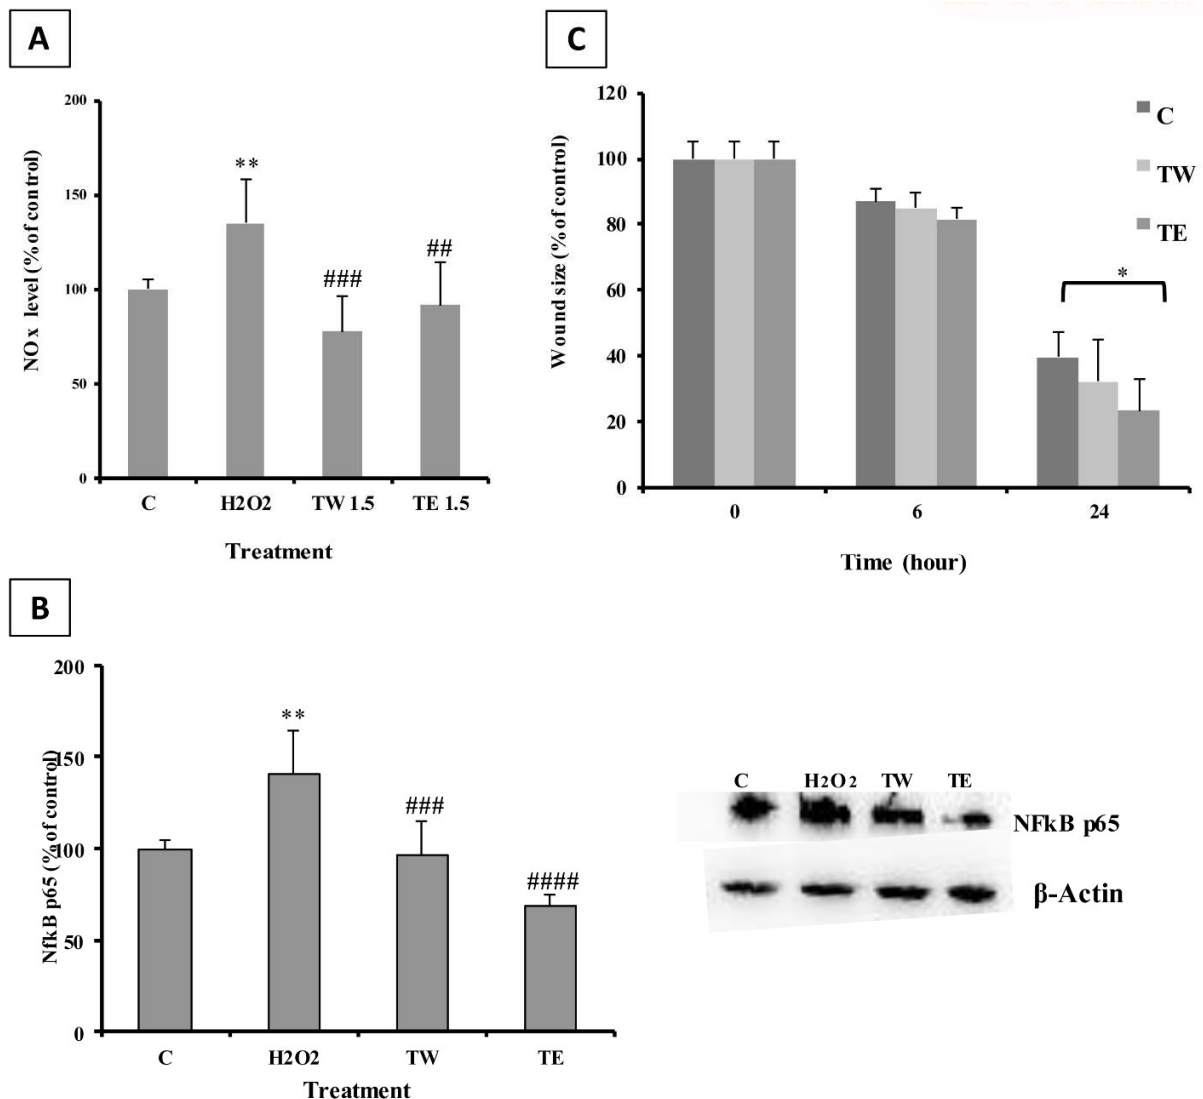 A
NOx level (% of control)
200
150
100
50
0
**
###
##
C H2O2 TW 1.5 TE 1.5
Treatment
C
Wound size (% of control)
120
100
80
60
40
20
0
C
TW
TE
*
0 6 24
Time (hour)
B
NfkB p65 (% of control)
200
150
100
50
0
**
###
####
C H2O2 TW TE
Treatment
C H2O2 TW TE
NFkB p65
β-Actin